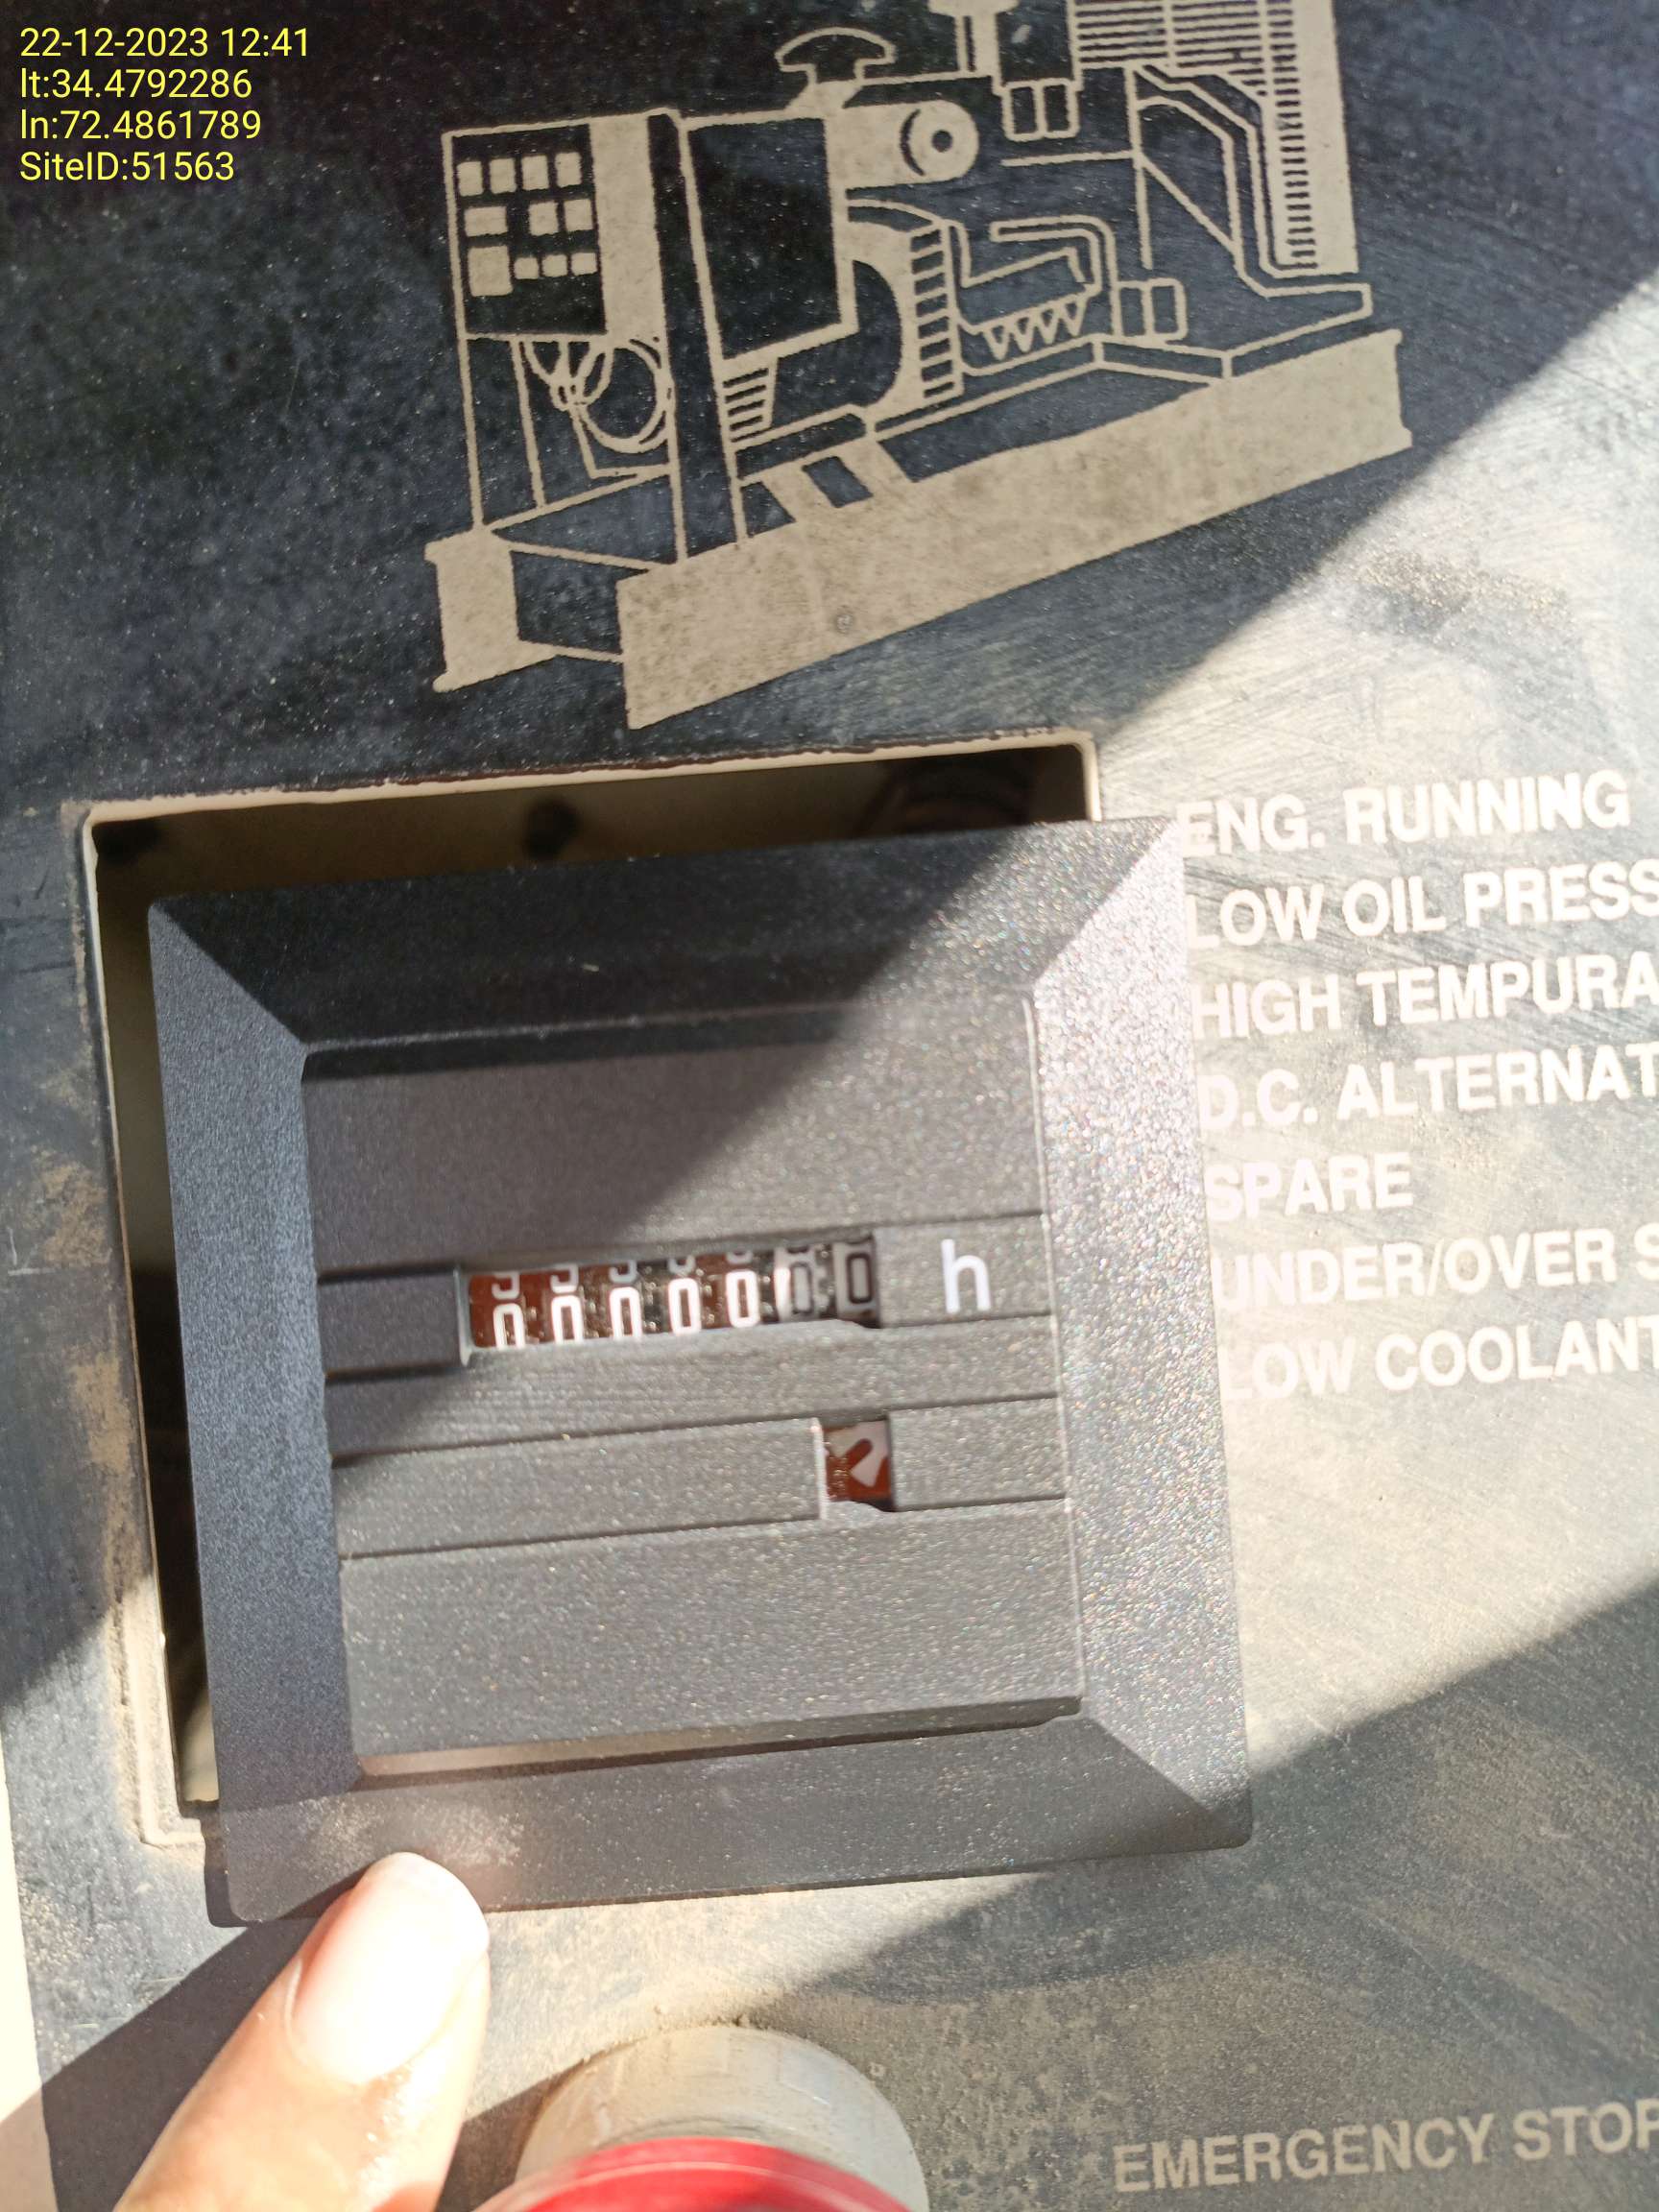 22-12-2023 12:41
lt:34.4792286
ln:72.4861789
SiteID:51563
ENG. RUNNING
LOW OIL PRESS
HIGH TEMPURA
D.C. ALTERNAT
SPARE
UNDER/OVER S
LOW COOLANT
0000000 h
EMERGENCY STOP